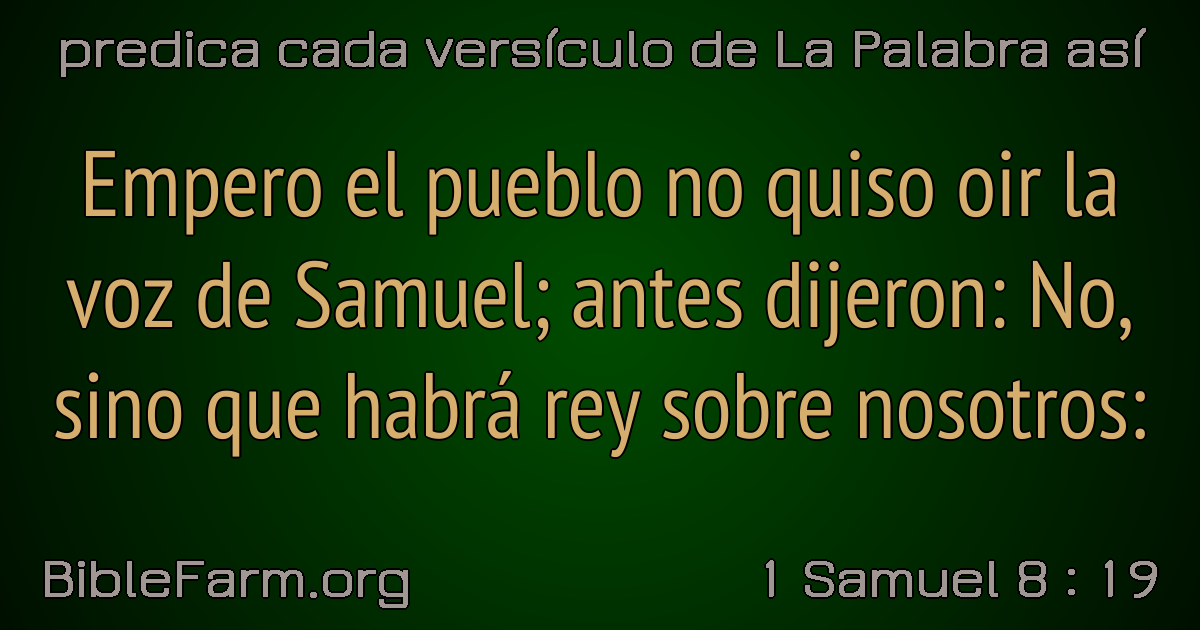 predica cada versículo de La Palabra así
Empero el pueblo no quiso oir la
voz de Samuel; antes dijeron: No,
sino que habrá rey sobre nosotros:
BibleFarm.org
1 Samuel 8 : 19